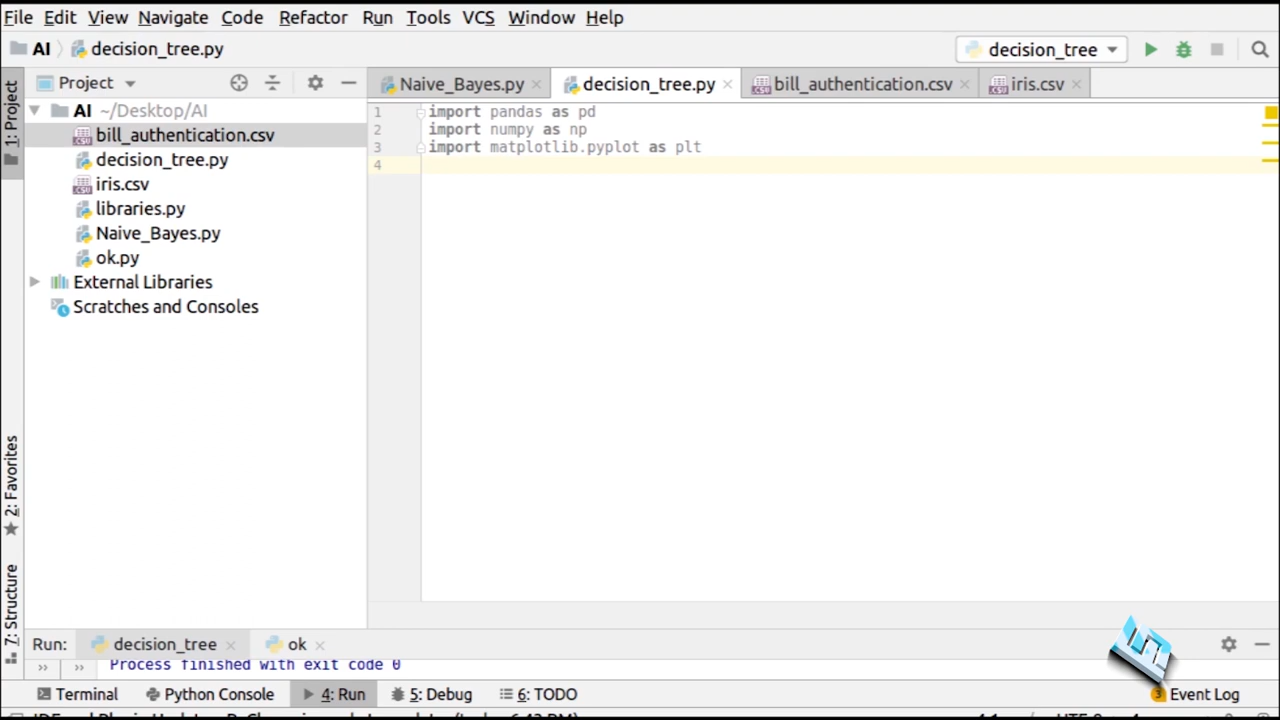 File Edit View Navigate Code Refactor Run Tools VCS Window Help
AI decision_tree.py decision_tree
Project Naive_Bayes.py decision_tree.py bill_authentication.csv iris.csv
1: Project
AI ~/Desktop/AI
bill_authentication.csv
decision_tree.py
iris.csv
libraries.py
Naive_Bayes.py
ok.py
External Libraries
Scratches and Consoles
1 import pandas as pd
2 import numpy as np
3 import matplotlib.pyplot as plt
4
2: Favorites
7: Structure
Run: decision_tree ok
Process finished with exit code 0
Terminal Python Console 4: Run 5: Debug 6: TODO 3 Event Log